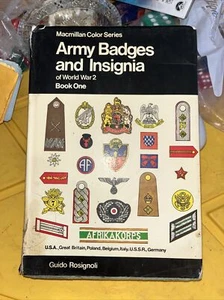 Macmillan Color Series
Army Badges
and Insignia
of World War 2
Book One
AFRIKAKORPS
U.S.A., Great Britain, Poland, Belgium, Italy, U.S.S.R., Germany
Guido Rosignoli